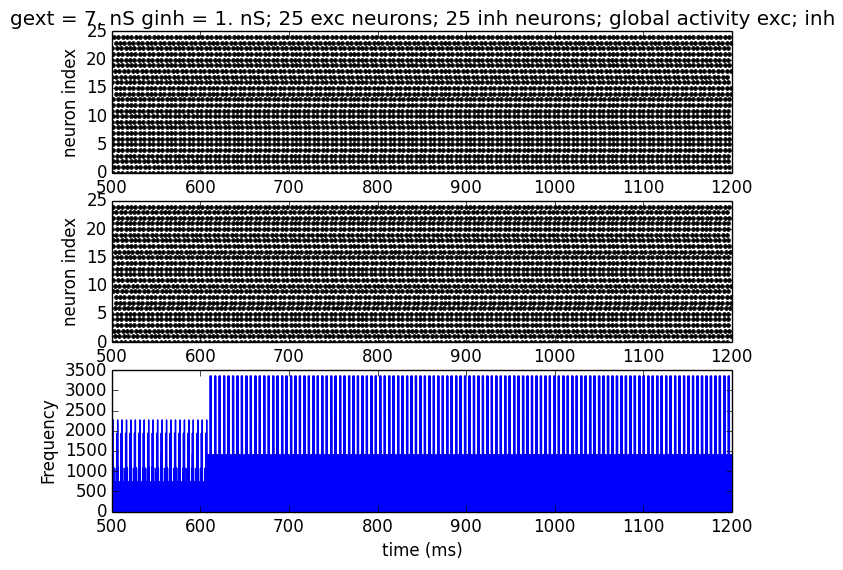 gext = 7. nS ginh = 1. nS; 25 exc neurons; 25 inh neurons; global activity exc; inh
25
20
15
10
5
0
neuron index
500 600 700 800 900 1000 1100 1200
25
20
15
10
5
0
neuron index
500 600 700 800 900 1000 1100 1200
3500
3000
2500
2000
1500
1000
500
0
Frequency
500 600 700 800 900 1000 1100 1200
time (ms)